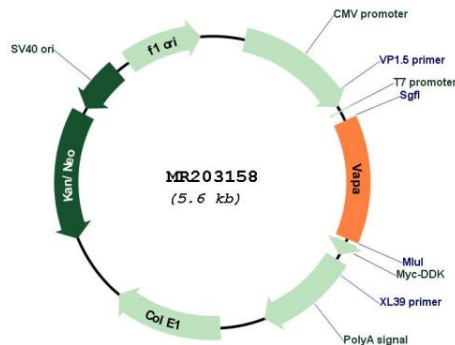 CMV promoter
VP1.5 primer
T7 promoter
SgfI
Vapa
MluI
Myc-DDK
XL39 primer
PolyA signal
Col E1
Kan/ Neo
SV40 ori
f1 ori
MR203158
(5.6 kb)